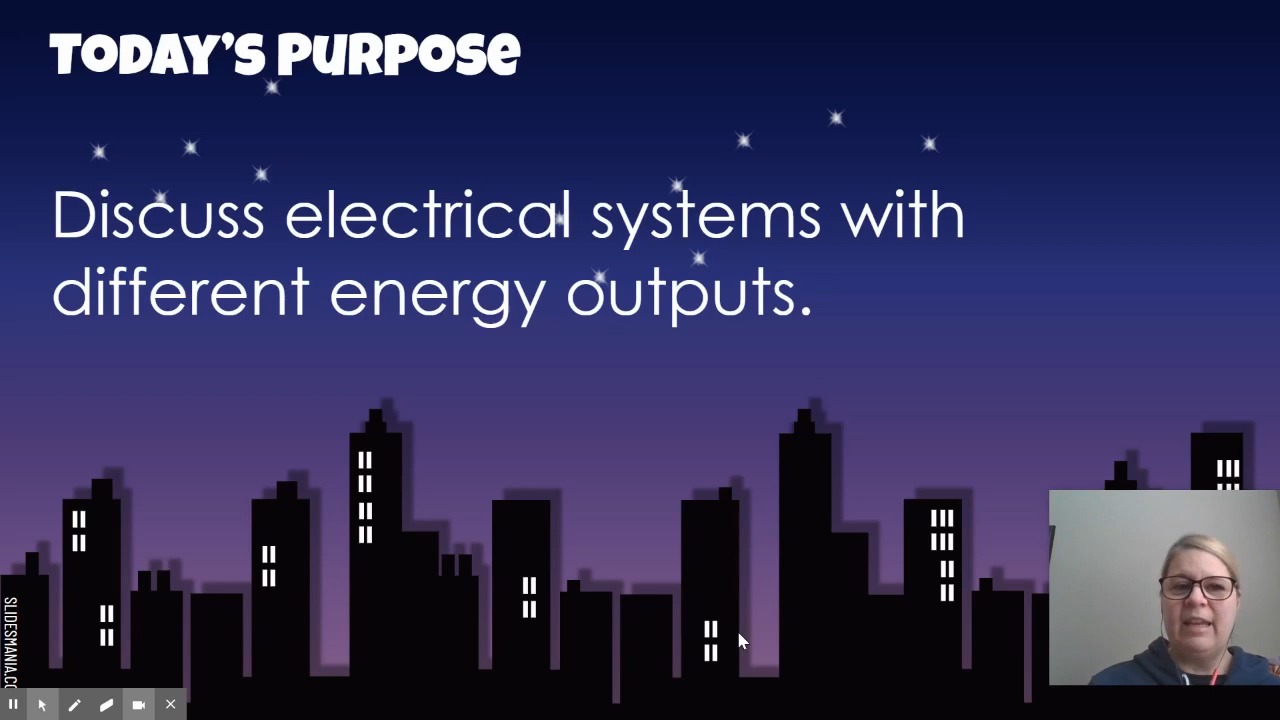 TODAY'S PURPOSE
Discuss electrical systems with
different energy outputs.
SLIDESMANIA.CO